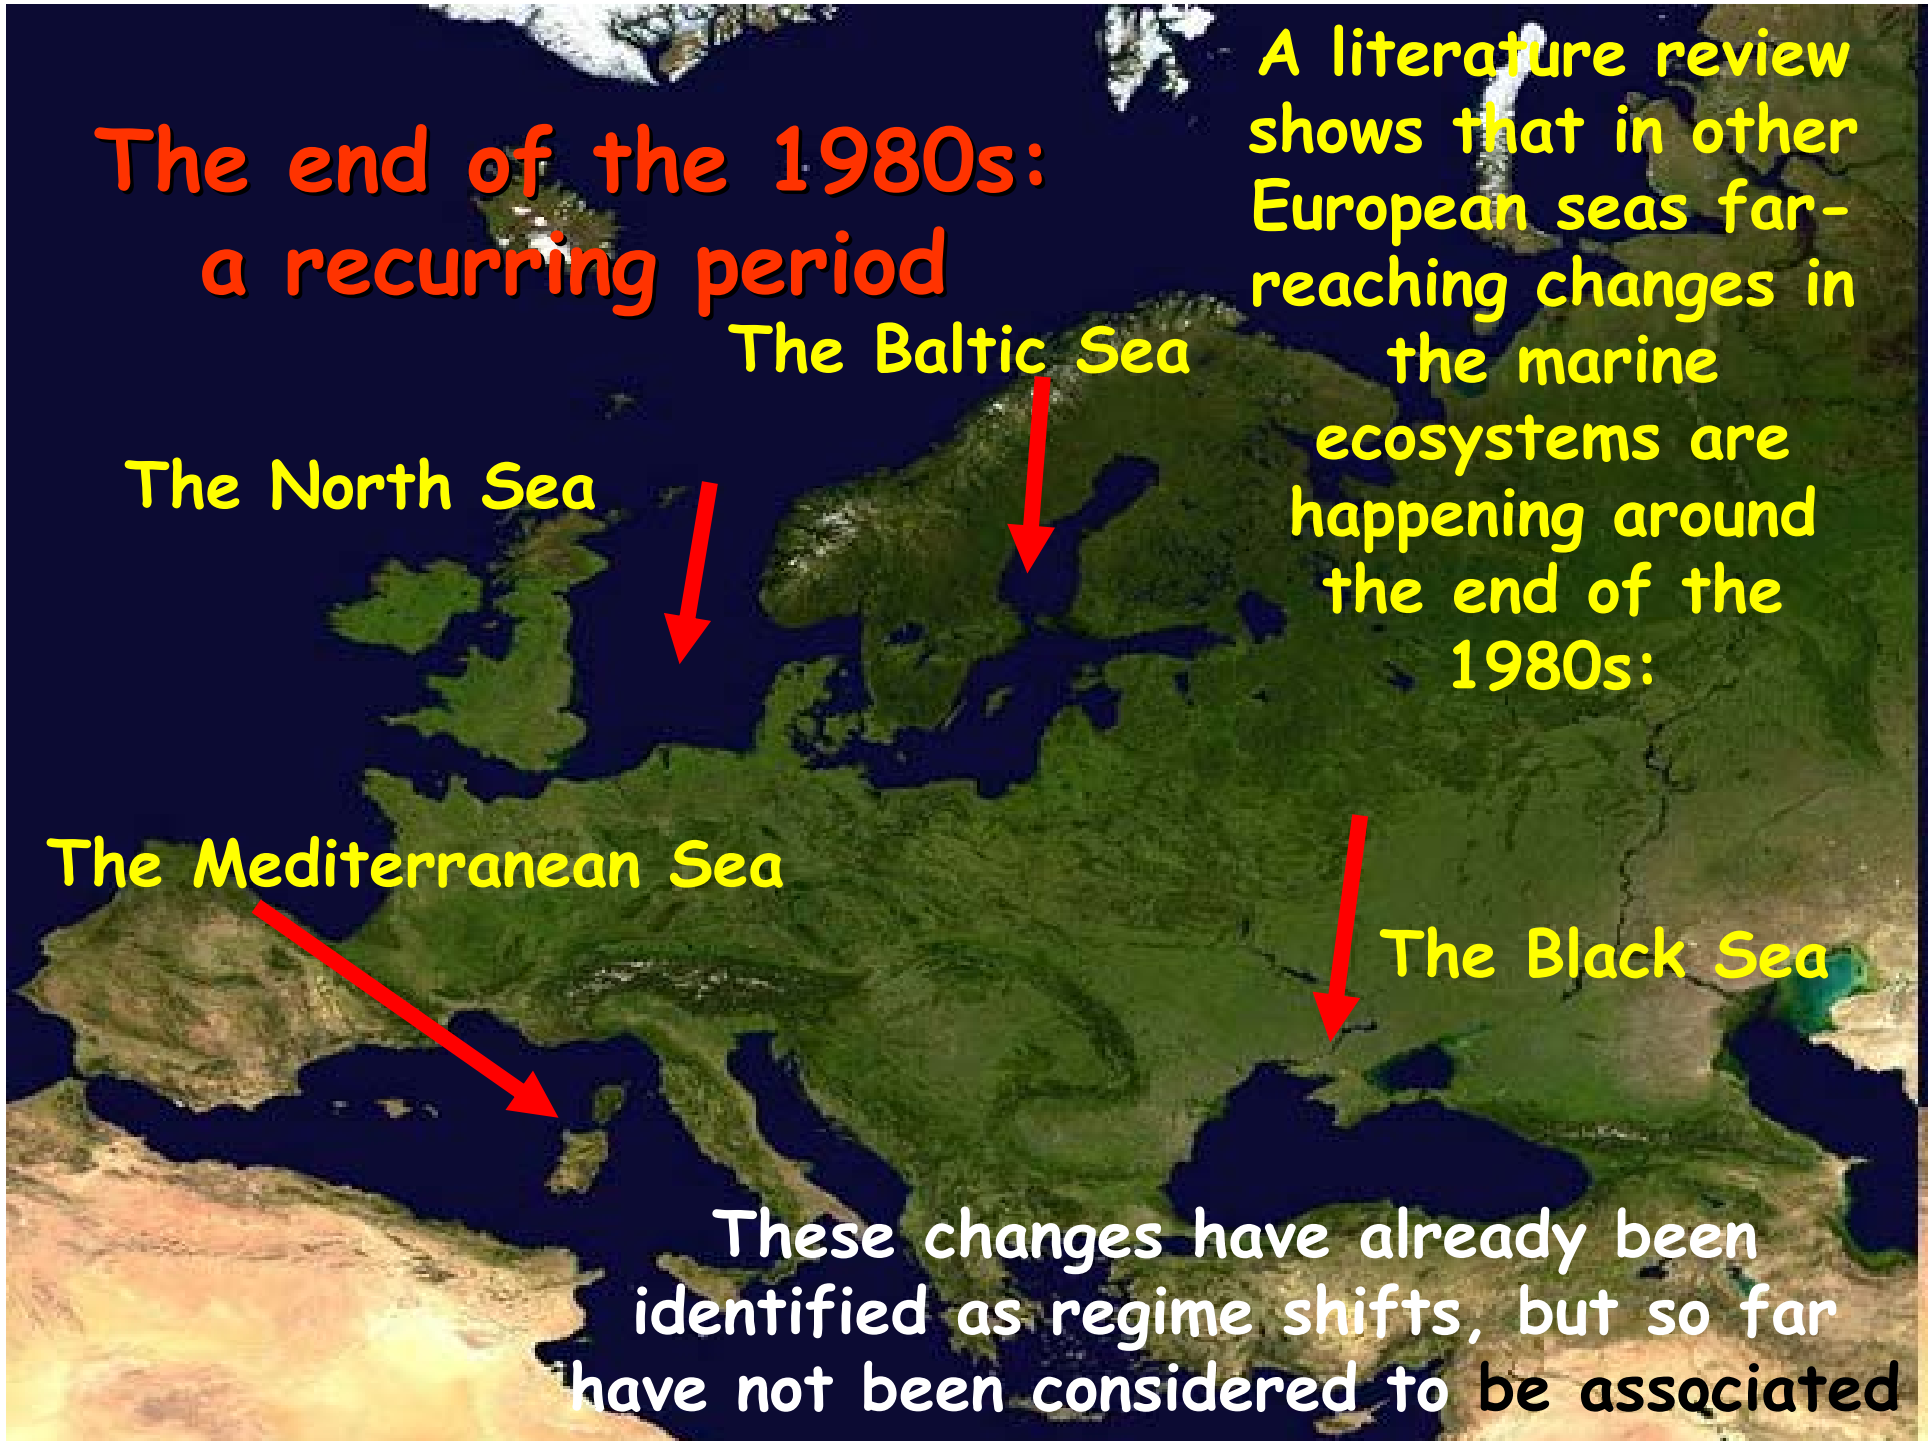 The end of the 1980s:
a recurring period
A literature review
shows that in other
European seas far-
reaching changes in
the marine
ecosystems are
happening around
the end of the
1980s:
The Baltic Sea
The North Sea
The Mediterranean Sea
The Black Sea
These changes have already been
identified as regime shifts, but so far
have not been considered to be associated